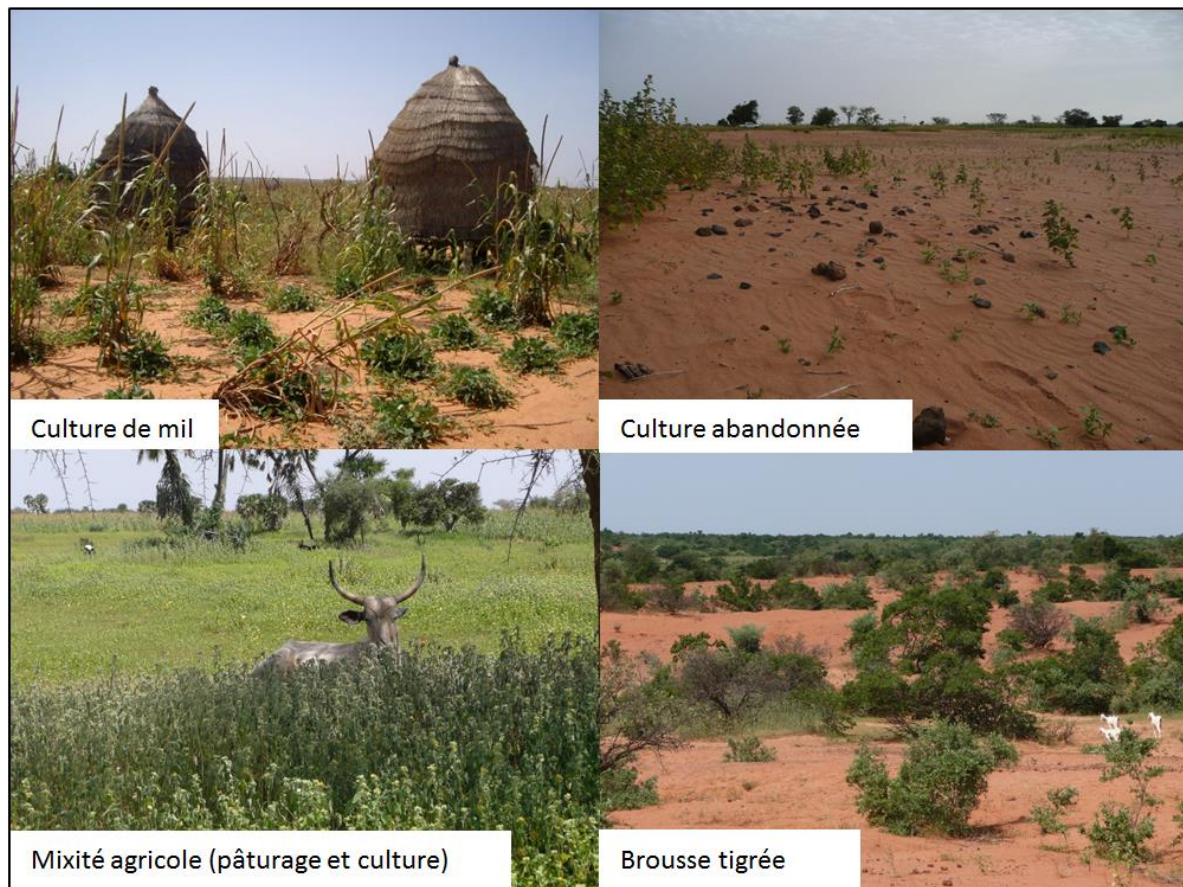 Culture de mil
Culture abandonnée
Mixité agricole (pâturage et culture)
Brousse tigrée